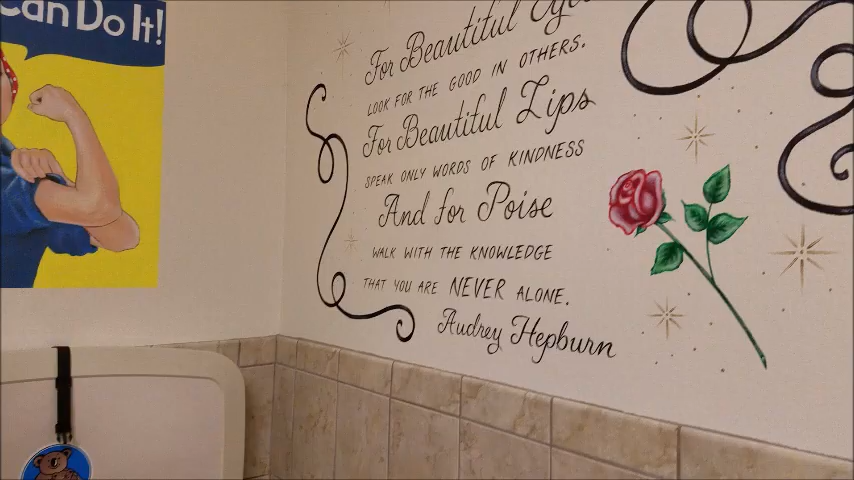 Can Do It!
For Beautiful Eyes
LOOK FOR THE GOOD IN OTHERS.
For Beautiful Lips
SPEAK ONLY WORDS OF KINDNESS
And for Poise
WALK WITH THE KNOWLEDGE
THAT YOU ARE NEVER ALONE.
Audrey Hepburn